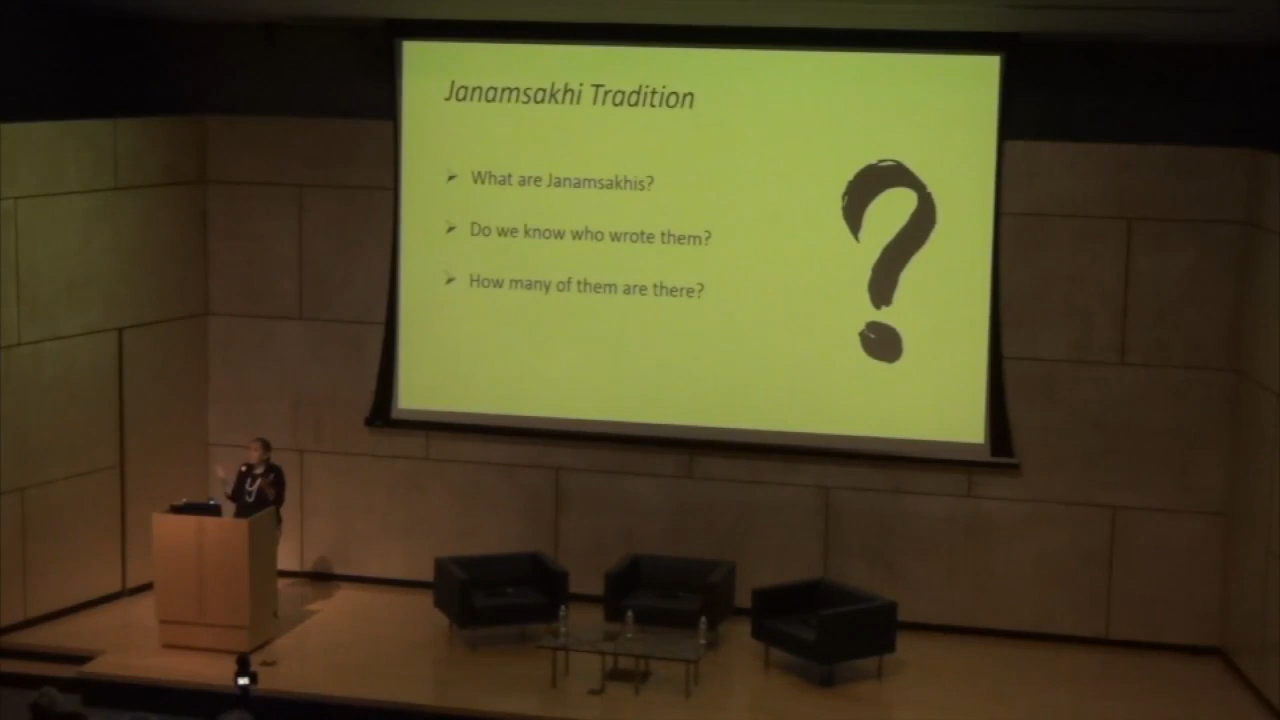 Janamsakhi Tradition
➢ What are Janamsakhis?
➢ Do we know who wrote them?
➢ How many of them are there?
?
y